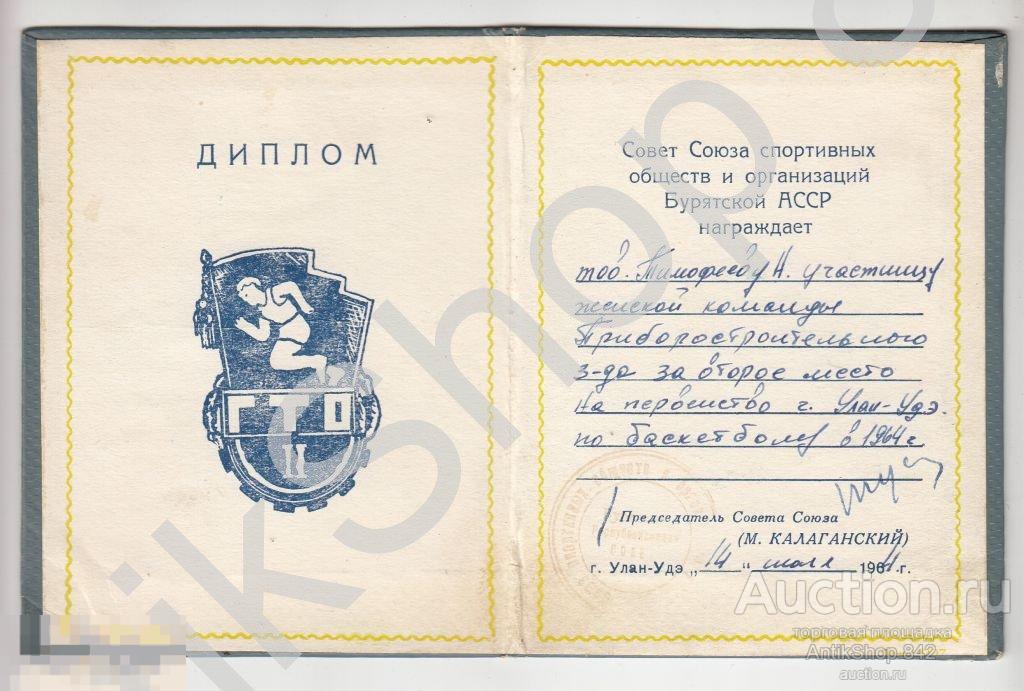 ДИПЛОМ
ГТО
II
Совет Союза спортивных
обществ и организаций
Бурятской АССР
награждает
тов. Тимофееву А. участницу
женской команды
Приборостроительного
з-да за второе место
на первенство г. Улан-Удэ.
по баскетболу в 1964 г.
Председатель Совета Союза
(М. КАЛАГАНСКИЙ)
г. Улан-Удэ „14“ июля 1964 г.
Auction.ru
торговая площадка
AntikShop 842
auction.ru